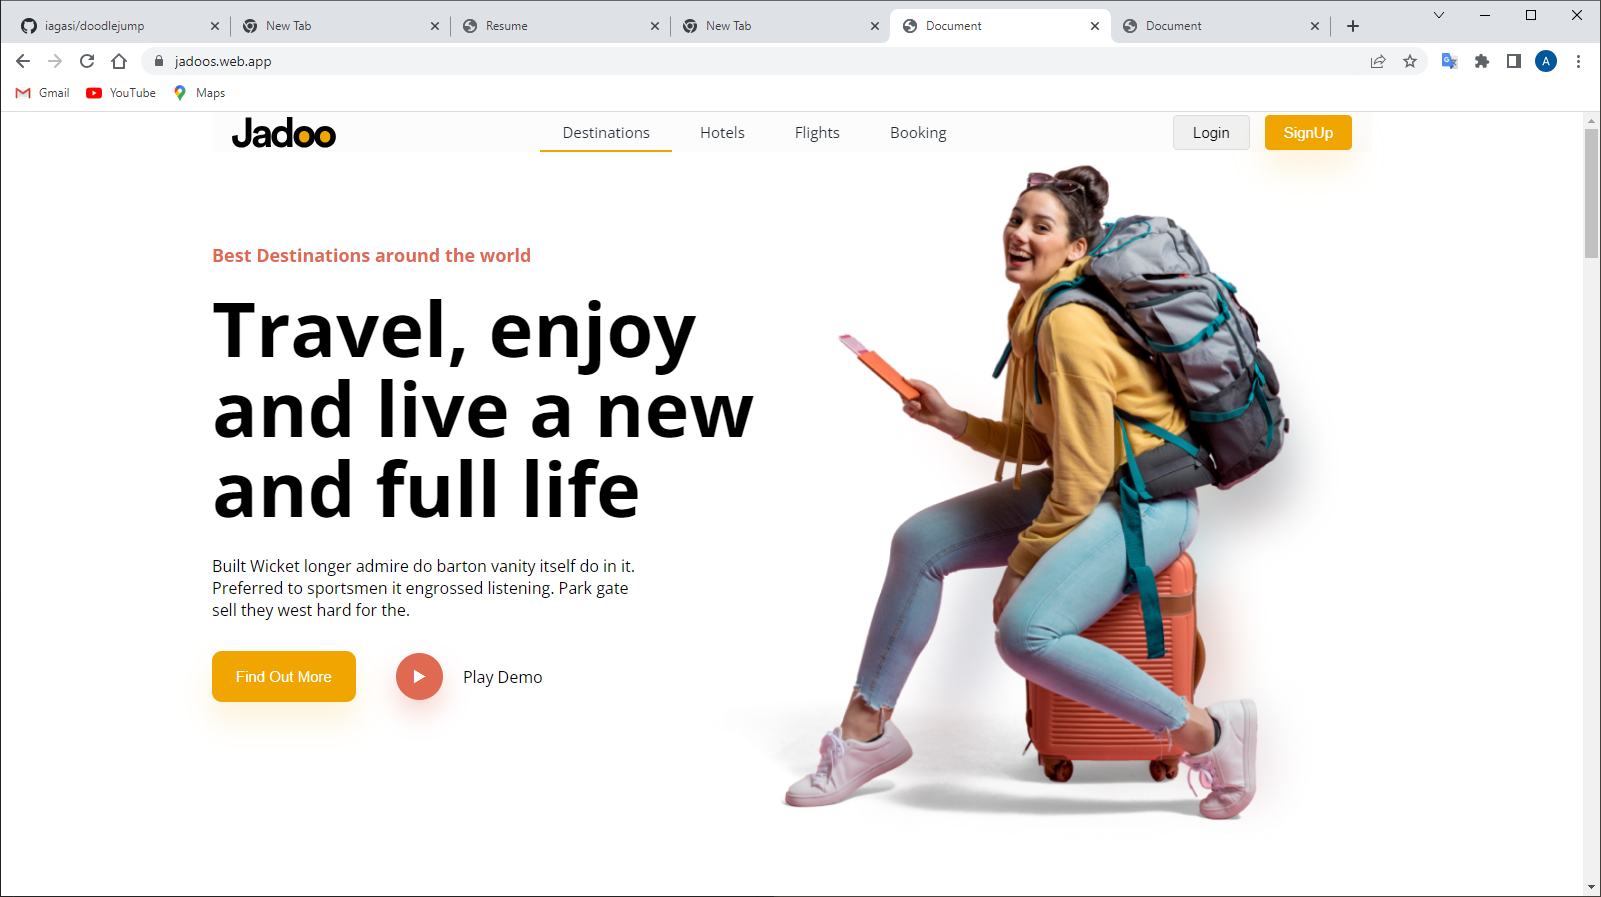 iagasi/doodlejump
New Tab
Resume
New Tab
Document
Document
jadoos.web.app
A
Gmail
YouTube
Maps
Jadoo
Destinations
Hotels
Flights
Booking
Login
SignUp
Best Destinations around the world
Travel, enjoy
and live a new
and full life
Built Wicket longer admire do barton vanity itself do in it.
Preferred to sportsmen it engrossed listening. Park gate
sell they west hard for the.
Find Out More
Play Demo